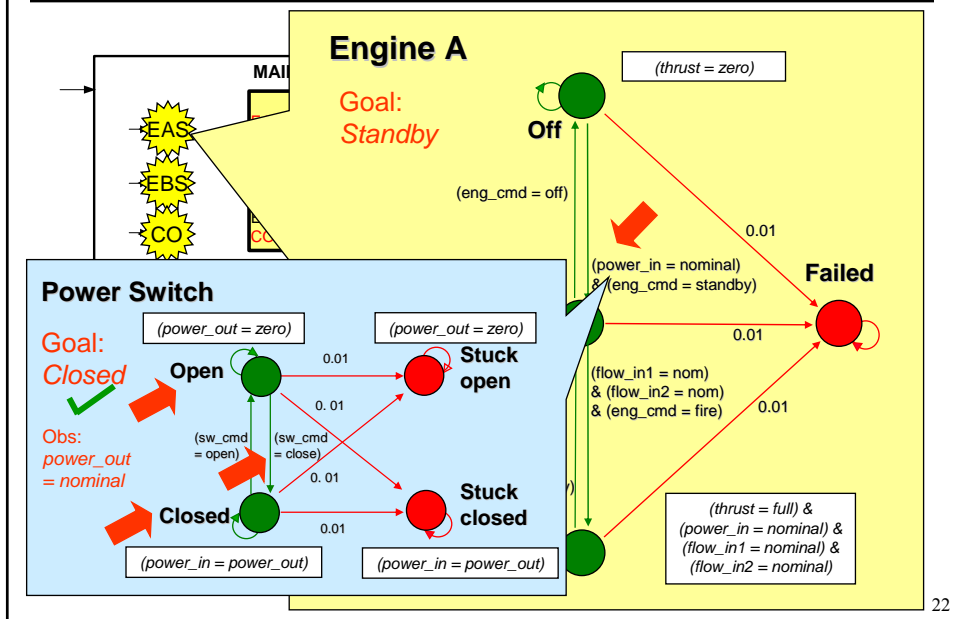 Engine A
Goal:
Standby
(thrust = zero)
Off
(eng_cmd = off)
0.01
(power_in = nominal)
& (eng_cmd = standby)
Failed
0.01
(flow_in1 = nom)
& (flow_in2 = nom)
& (eng_cmd = fire)
0.01
(thrust = full) &
(power_in = nominal) &
(flow_in1 = nominal) &
(flow_in2 = nominal)
MAI
EAS
EBS
CO
CO
Power Switch
Goal:
Closed
Obs:
power_out
= nominal
(power_out = zero)
(power_out = zero)
Open
0.01
Stuck
open
0. 01
(sw_cmd
= open)
(sw_cmd
= close)
0. 01
Closed
0.01
Stuck
closed
(power_in = power_out)
(power_in = power_out)
22